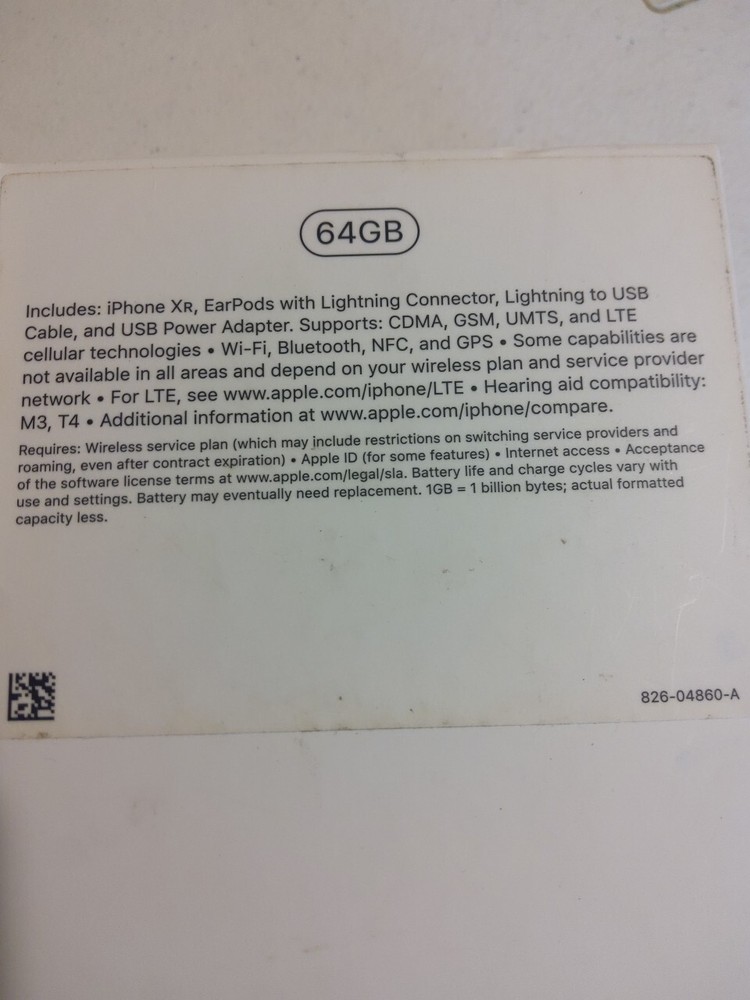 64GB
Includes: iPhone XR, EarPods with Lightning Connector, Lightning to USB
Cable, and USB Power Adapter. Supports: CDMA, GSM, UMTS, and LTE
cellular technologies • Wi-Fi, Bluetooth, NFC, and GPS • Some capabilities are
not available in all areas and depend on your wireless plan and service provider
network • For LTE, see www.apple.com/iphone/LTE • Hearing aid compatibility:
M3, T4 • Additional information at www.apple.com/iphone/compare.
Requires: Wireless service plan (which may include restrictions on switching service providers and
roaming, even after contract expiration) • Apple ID (for some features) • Internet access • Acceptance
of the software license terms at www.apple.com/legal/sla. Battery life and charge cycles vary with
use and settings. Battery may eventually need replacement. 1GB = 1 billion bytes; actual formatted
capacity less.
826-04860-A